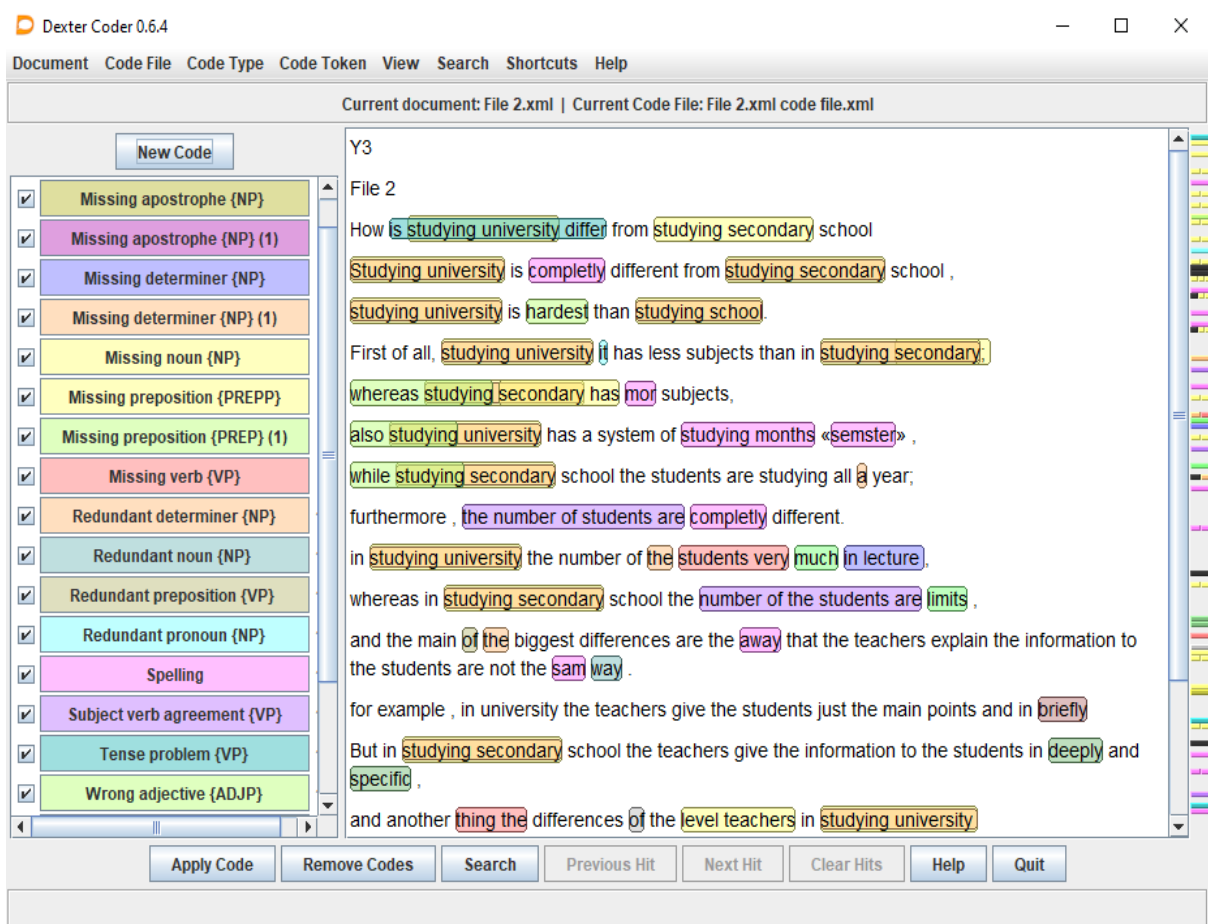 Dexter Coder 0.6.4
Document Code File Code Type Code Token View Search Shortcuts Help
Current document: File 2.xml | Current Code File: File 2.xml code file.xml
New Code
Missing apostrophe {NP}
Missing apostrophe {NP} (1)
Missing determiner {NP}
Missing determiner {NP} (1)
Missing noun {NP}
Missing preposition {PREPP}
Missing preposition {PREP} (1)
Missing verb {VP}
Redundant determiner {NP}
Redundant noun {NP}
Redundant preposition {VP}
Redundant pronoun {NP}
Spelling
Subject verb agreement {VP}
Tense problem {VP}
Wrong adjective {ADJP}
Y3
File 2
How is studying university differ from studying secondary school
Studying university is completly different from studying secondary school ,
studying university is hardest than studying school.
First of all, studying university it has less subjects than in studying secondary;
whereas studying secondary has mor subjects,
also studying university has a system of studying months «semster» ,
while studying secondary school the students are studying all a year;
furthermore , the number of students are completly different.
in studying university the number of the students very much in lecture ,
whereas in studying secondary school the number of the students are limits ,
and the main of the biggest differences are the away that the teachers explain the information to
the students are not the sam way .
for example , in university the teachers give the students just the main points and in briefly
But in studying secondary school the teachers give the information to the students in deeply and
specific ,
and another thing the differences of the level teachers in studying university
Apply Code Remove Codes Search Previous Hit Next Hit Clear Hits Help Quit